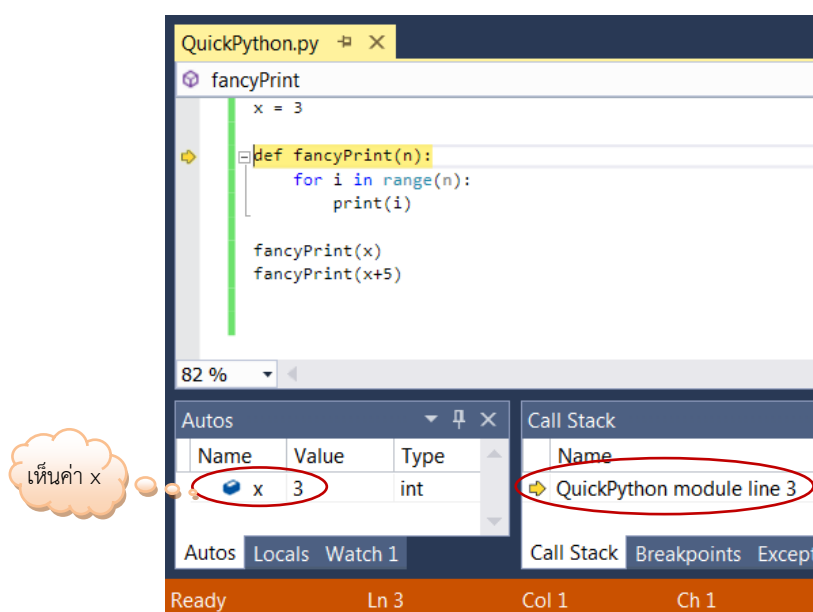 QuickPython.py
fancyPrint
x = 3
def fancyPrint(n):
for i in range(n):
print(i)
fancyPrint(x)
fancyPrint(x+5)
82 %
Autos
Name Value Type
x 3 int
Autos Locals Watch 1
Call Stack
Name
QuickPython module line 3
Call Stack Breakpoints Except
เห็นค่า x
Ready Ln 3 Col 1 Ch 1